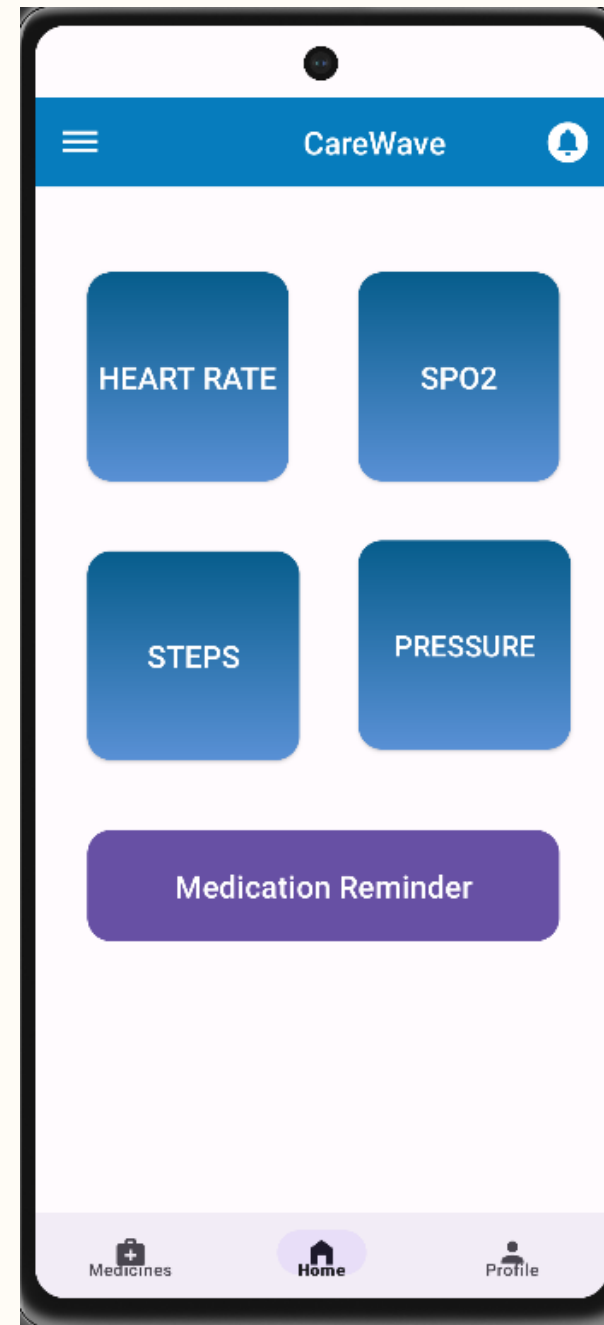 CareWave
HEART RATE
SPO2
STEPS
PRESSURE
Medication Reminder
Medicines
Home
Profile